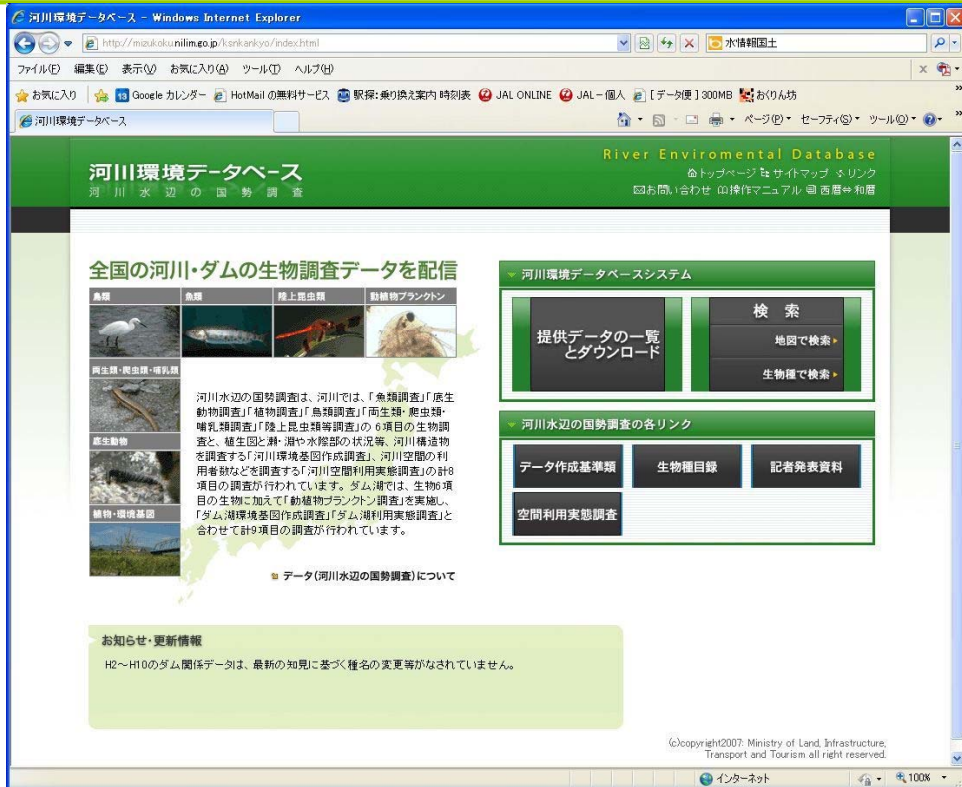 河川環境データベース - Windows Internet Explorer
http://mizukoku.nilim.go.jp/ksnkankyo/index.html
水情報国土
ファイル(F) 編集(E) 表示(V) お気に入り(A) ツール(T) ヘルプ(H)
お気に入り Google カレンダー HotMail の無料サービス 駅探:乗り換え案内 時刻表 JAL ONLINE JAL-個人 [データ便]300MB おくりん坊
河川環境データベース
ページ(P) セーフティ(S) ツール(O)
河川環境データベース
河川水辺の国勢調査
River Enviromental Database
トップページ サイトマップ リンク
お問い合わせ 操作マニュアル 西暦⇔和暦
全国の河川・ダムの生物調査データを配信
鳥類 魚類 陸上昆虫類 動植物プランクトン
両生類・爬虫類・哺乳類
底生動物
植物・環境基図
河川水辺の国勢調査は、河川では、「魚類調査」「底生
動物調査」「植物調査」「鳥類調査」「両生類・爬虫類・
哺乳類調査」「陸上昆虫類等調査」の 6項目の生物調
査と、植生図と瀬・淵や水際部の状況等、河川構造物
を調査する「河川環境基図作成調査」、河川空間の利
用者数などを調査する「河川空間利用実態調査」の計8
項目の調査が行われています。ダム湖では、生物6項
目の生物に加えて「動植物プランクトン調査」を実施し、
「ダム湖環境基図作成調査」「ダム湖利用実態調査」と
合わせて計9項目の調査が行われています。
データ(河川水辺の国勢調査)について
河川環境データベースシステム
提供データの一覧
とダウンロード
検 索
地図で検索
生物種で検索
河川水辺の国勢調査の各リンク
データ作成基準類 生物種目録 記者発表資料
空間利用実態調査
お知らせ・更新情報
H2～H10のダム関係データは、最新の知見に基づく種名の変更等がなされていません。
(c)copyright2007: Ministry of Land, Infrastructure,
Transport and Tourism all right reserved.
インターネット 100%